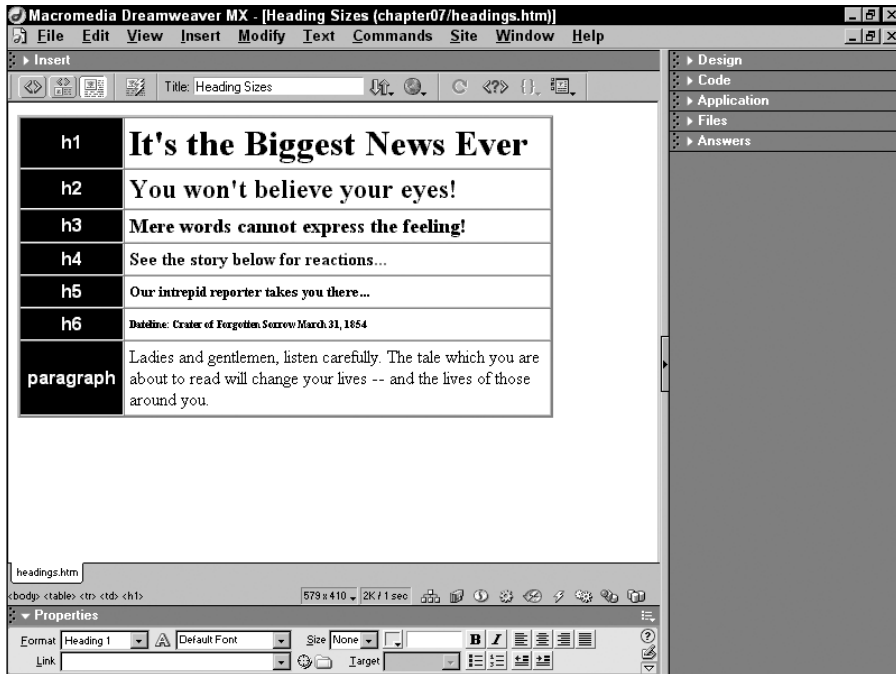 Macromedia Dreamweaver MX - [Heading Sizes (chapter07/headings.htm)]
File Edit View Insert Modify Text Commands Site Window Help
Insert
Title: Heading Sizes
Design
Code
Application
Files
Answers
h1 It's the Biggest News Ever
h2 You won't believe your eyes!
h3 Mere words cannot express the feeling!
h4 See the story below for reactions...
h5 Our intrepid reporter takes you there...
h6 Dateline: Crater of Forgotten Sorrow March 31, 1854
paragraph Ladies and gentlemen, listen carefully. The tale which you are
about to read will change your lives -- and the lives of those
around you.
headings.htm
<body> <table> <tr> <td> <h1> 579 x 410 2K / 1 sec
Properties
Format Heading 1 Default Font Size None B I
Link Target